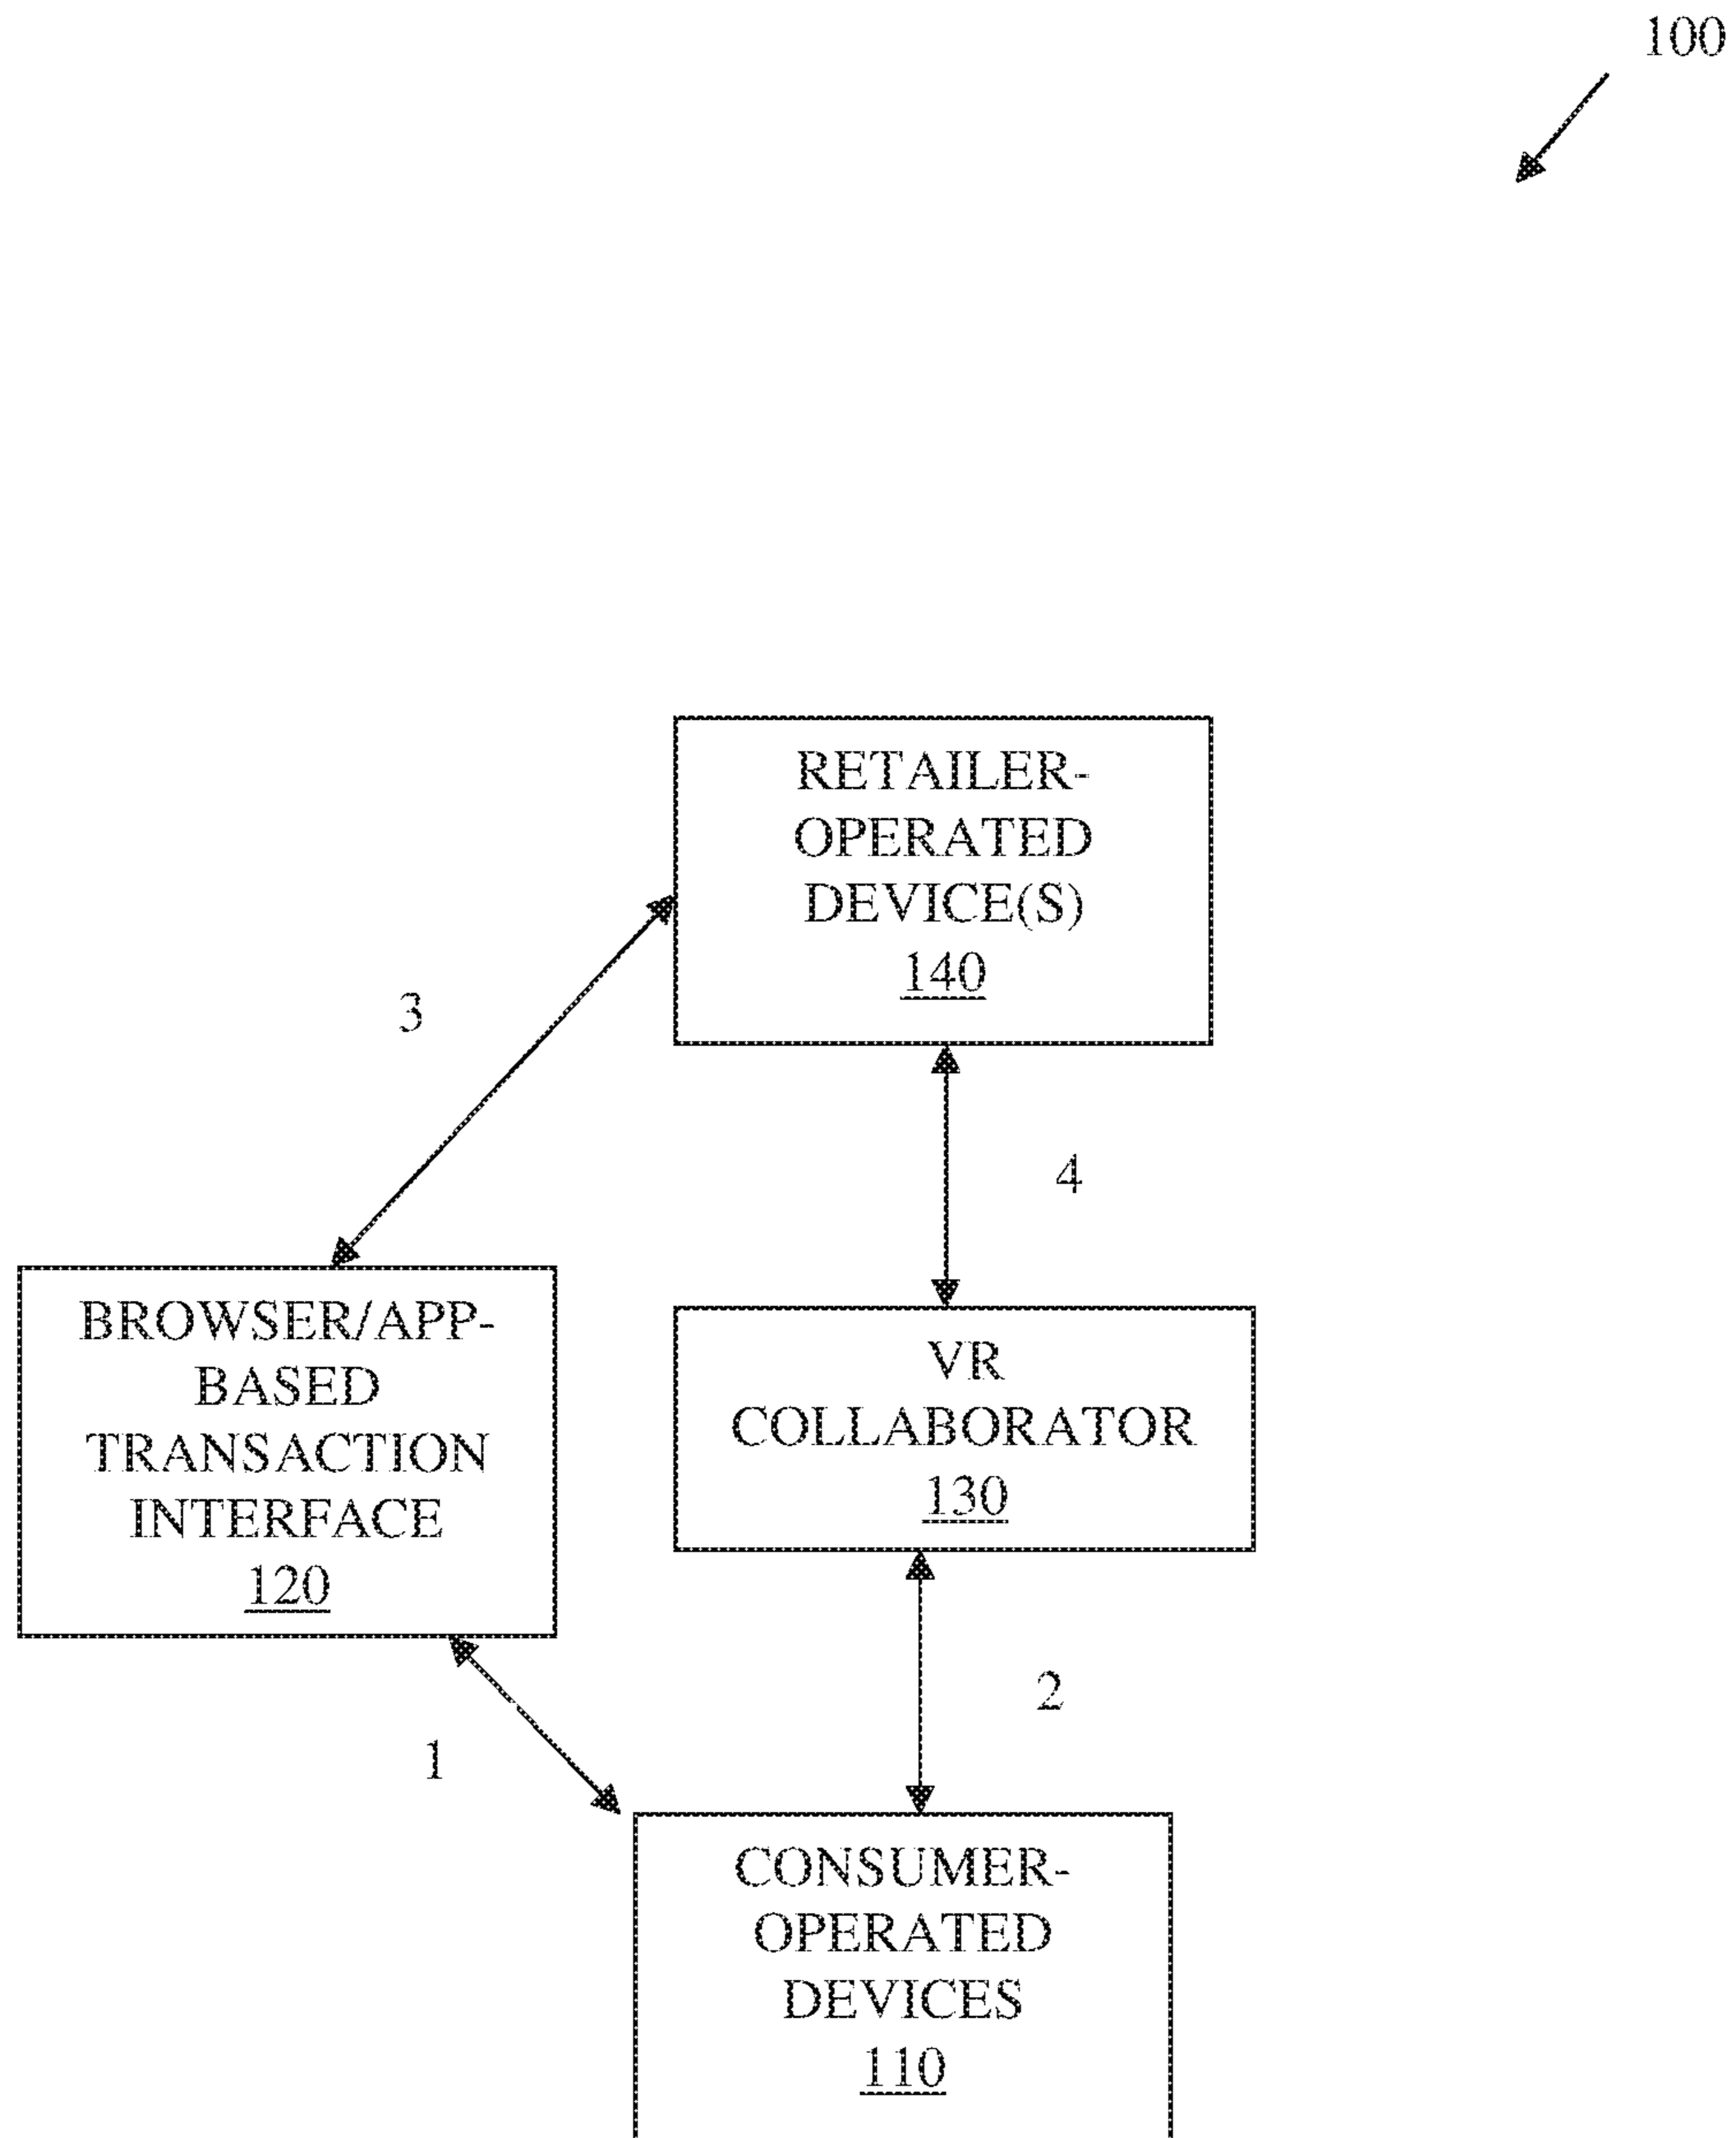 100
RETAILER-
OPERATED
DEVICE(S)
140
3
4
BROWSER/APP-
BASED
TRANSACTION
INTERFACE
120
VR
COLLABORATOR
130
2
1
CONSUMER-
OPERATED
DEVICES
110